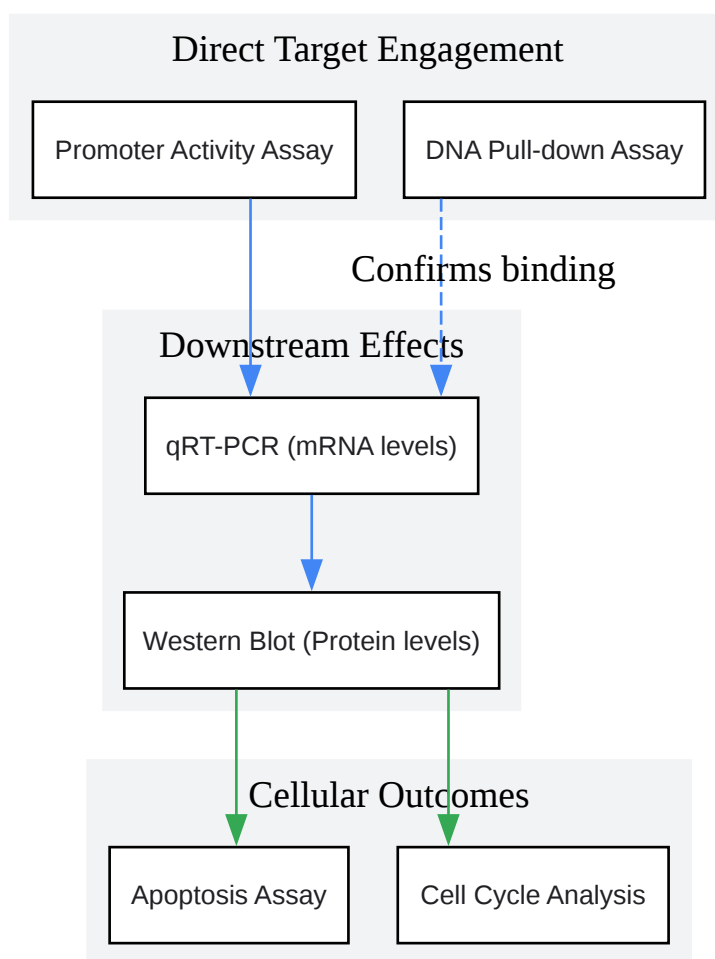 Direct Target Engagement
Promoter Activity Assay
DNA Pull-down Assay
Confirms binding
Downstream Effects
qRT-PCR (mRNA levels)
Western Blot (Protein levels)
Cellular Outcomes
Apoptosis Assay
Cell Cycle Analysis